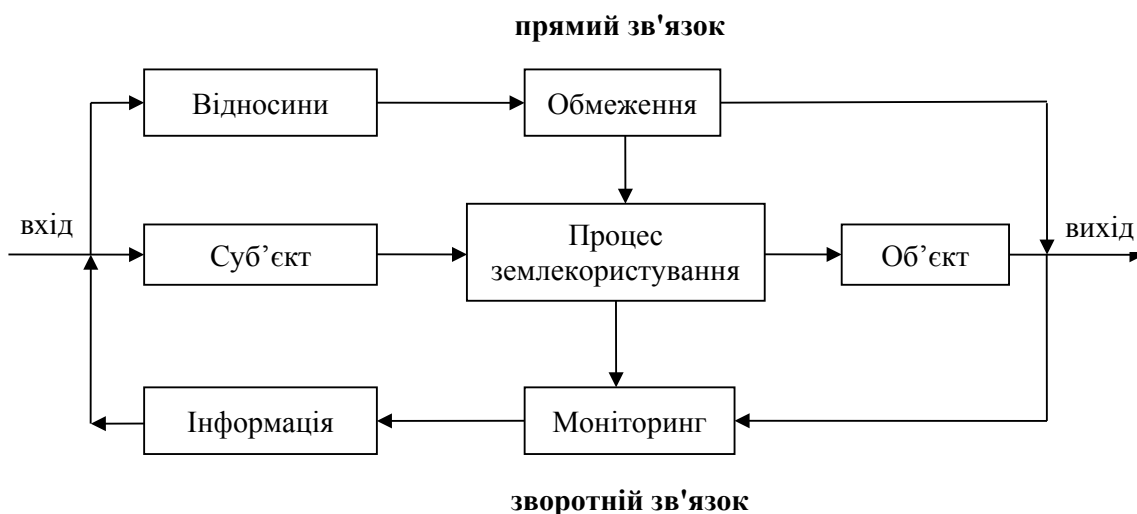 прямий зв'язок
Відносини
Обмеження
вхід
Суб’єкт
Процес
землекористування
Об’єкт
вихід
Інформація
Моніторинг
зворотній зв'язок